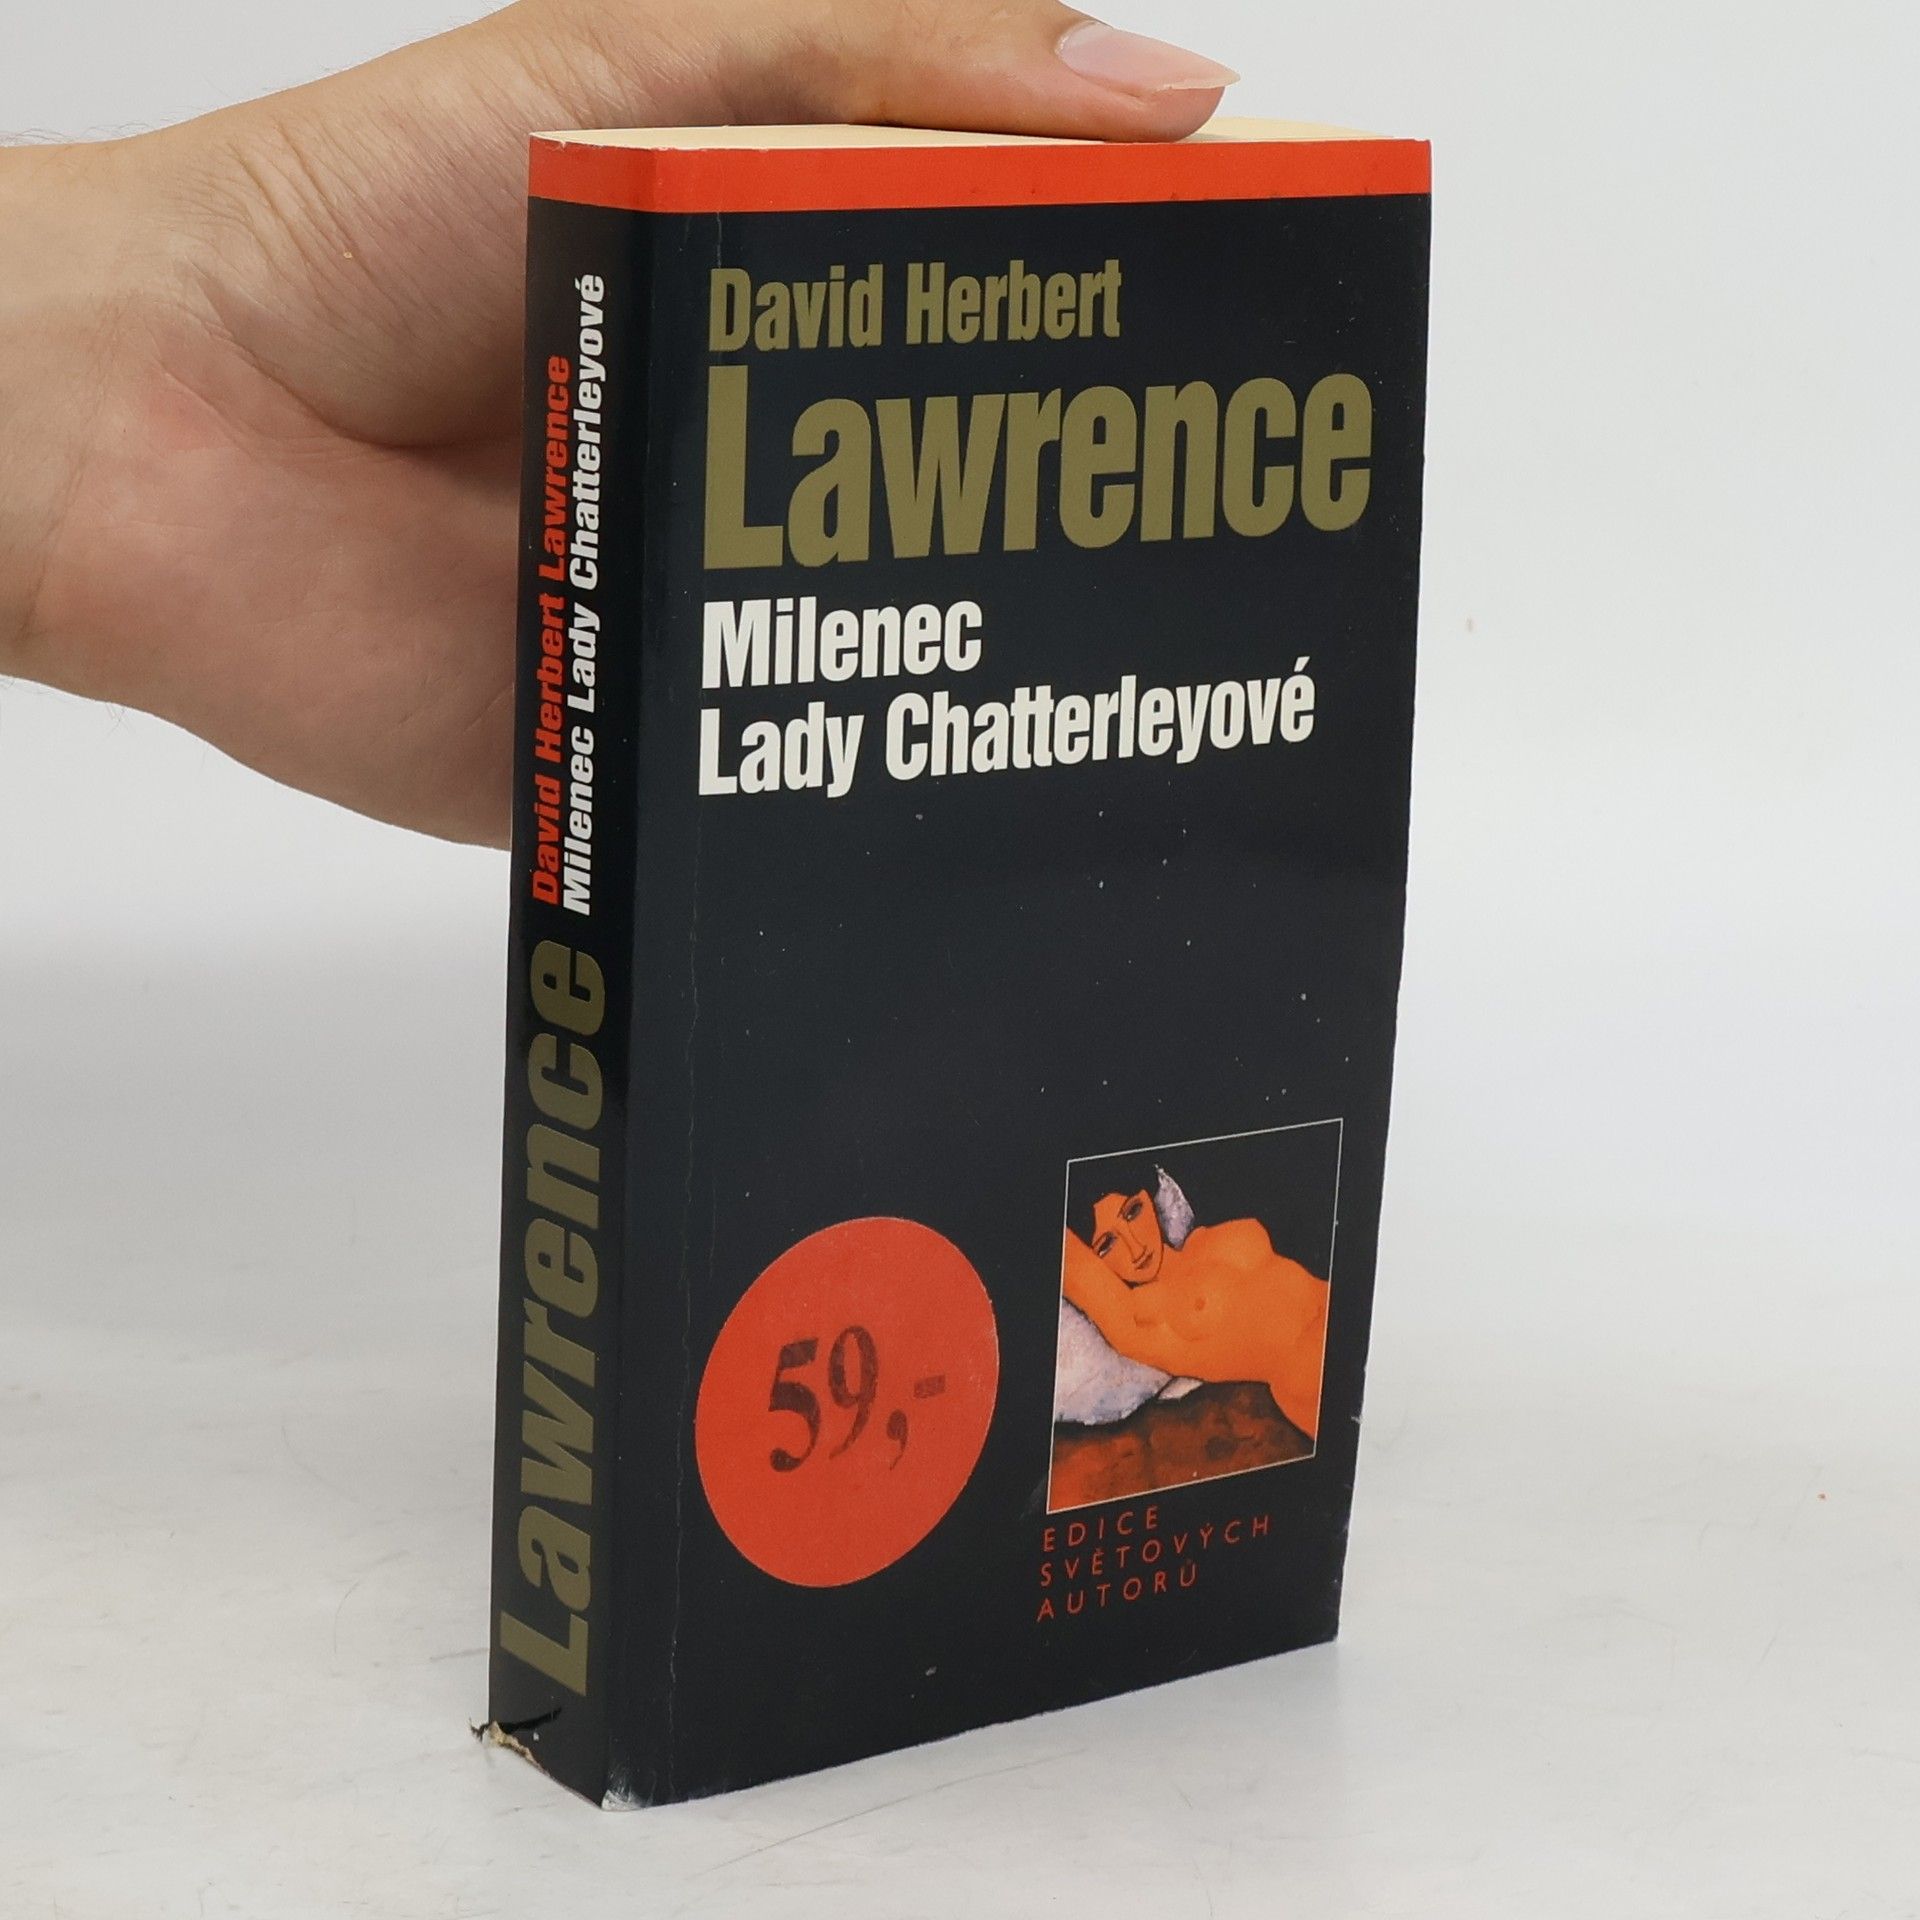 David Herbert
Lawrence
Milenec
Lady Chatterleyové
59,-
EDICE
SVĚTOVÝCH
AUTORŮ
David Herbert Lawrence
Milenec Lady Chatterleyové
Lawrence